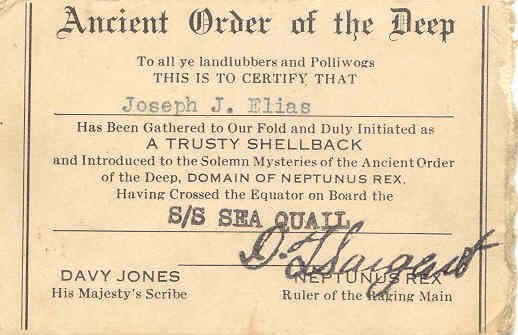 Ancient Order of the Deep
To all ye landlubbers and Polliwogs
THIS IS TO CERTIFY THAT
Joseph J. Elias
Has Been Gathered to Our Fold and Duly Initiated as
A TRUSTY SHELLBACK
and Introduced to the Solemn Mysteries of the Ancient Order
of the Deep, DOMAIN OF NEPTUNUS REX.
Having Crossed the Equator on Board the
S/S SEA QUAIL
D. Sargent
DAVY JONES NEPTUNUS REX
His Majesty's Scribe Ruler of the Raging Main